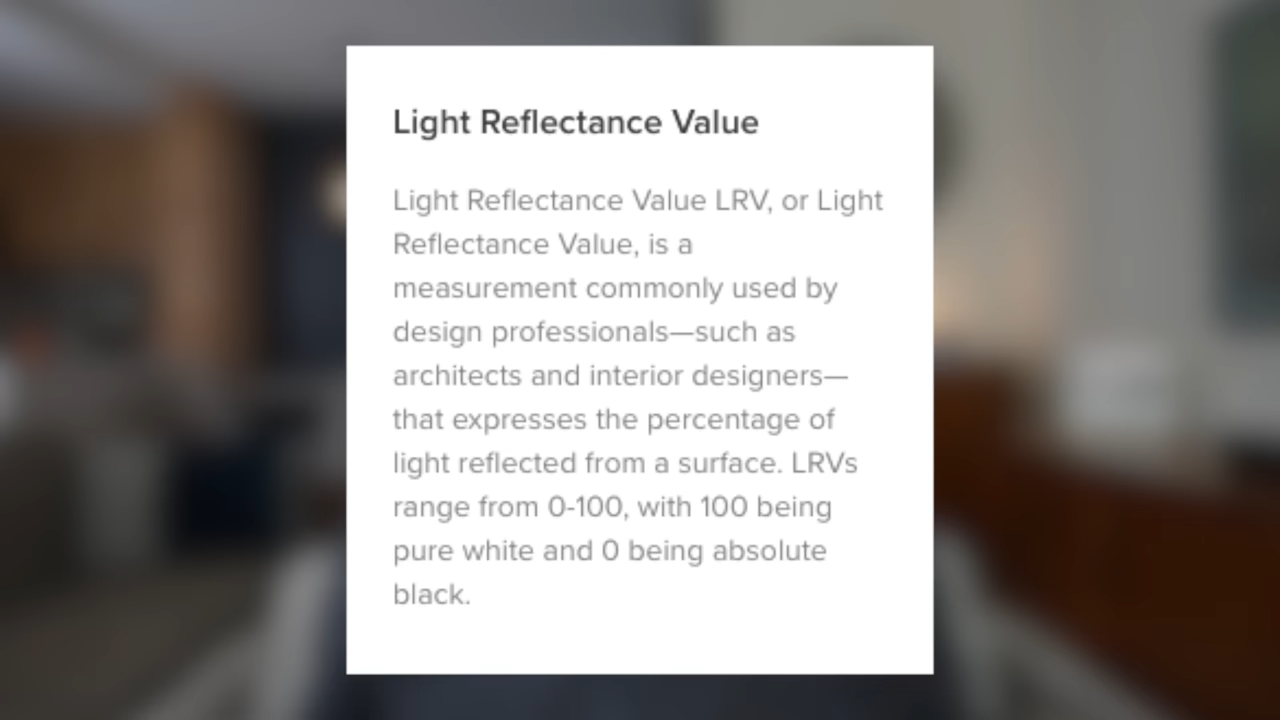 Light Reflectance Value
Light Reflectance Value LRV, or Light
Reflectance Value, is a
measurement commonly used by
design professionals—such as
architects and interior designers—
that expresses the percentage of
light reflected from a surface. LRVs
range from 0-100, with 100 being
pure white and 0 being absolute
black.